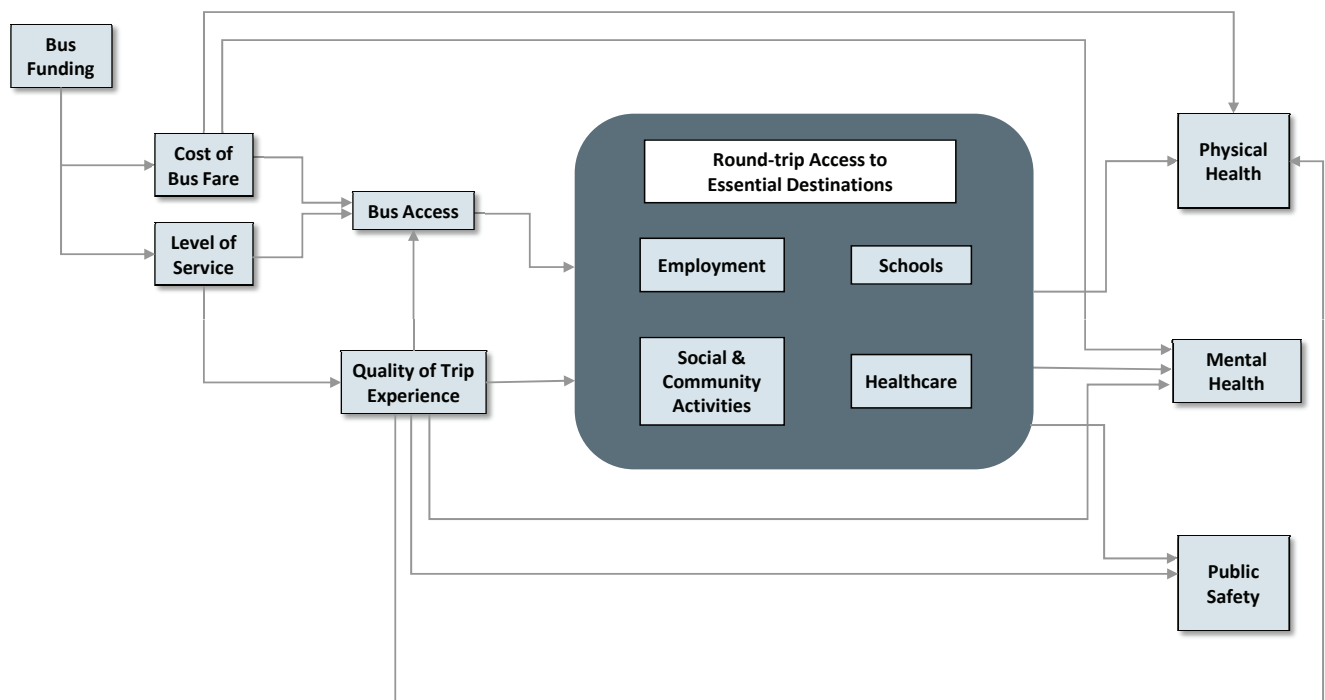 Bus
Funding
Cost of
Bus Fare
Level of
Service
Bus Access
Quality of Trip
Experience
Round-trip Access to
Essential Destinations
Employment
Schools
Social &
Community
Activities
Healthcare
Physical
Health
Mental
Health
Public
Safety